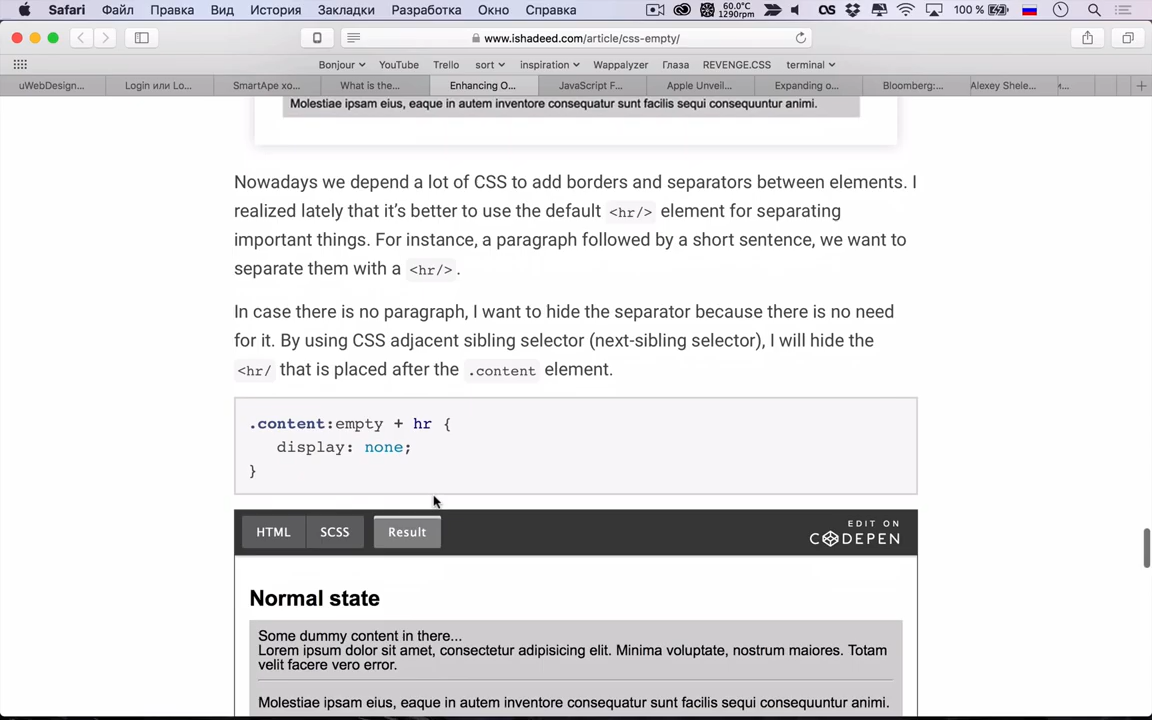 Safari Файл Правка Вид История Закладки Разработка Окно Справка 60.0°C 1290rpm 100 %
www.ishadeed.com/article/css-empty/
Bonjour YouTube Trello sort inspiration Wappalyzer Глаза REVENGE.CSS terminal
uWebDesign... Login или Lo... SmartApe хо... What is the... Enhancing O... JavaScript F... Apple Unveil... Expanding o... Bloomberg:... Alexey Shele...
Molestiae ipsam eius, eaque in autem inventore consequatur sunt facilis sequi consequuntur animi.
Nowadays we depend a lot of CSS to add borders and separators between elements. I
realized lately that it’s better to use the default <hr/> element for separating
important things. For instance, a paragraph followed by a short sentence, we want to
separate them with a <hr/>.
In case there is no paragraph, I want to hide the separator because there is no need
for it. By using CSS adjacent sibling selector (next-sibling selector), I will hide the
<hr/ that is placed after the .content element.
.content:empty + hr {
display: none;
}
HTML SCSS Result EDIT ON
CODEPEN
Normal state
Some dummy content in there...
Lorem ipsum dolor sit amet, consectetur adipisicing elit. Minima voluptate, nostrum maiores. Totam
velit facere vero error.
Molestiae ipsam eius, eaque in autem inventore consequatur sunt facilis sequi consequuntur animi.